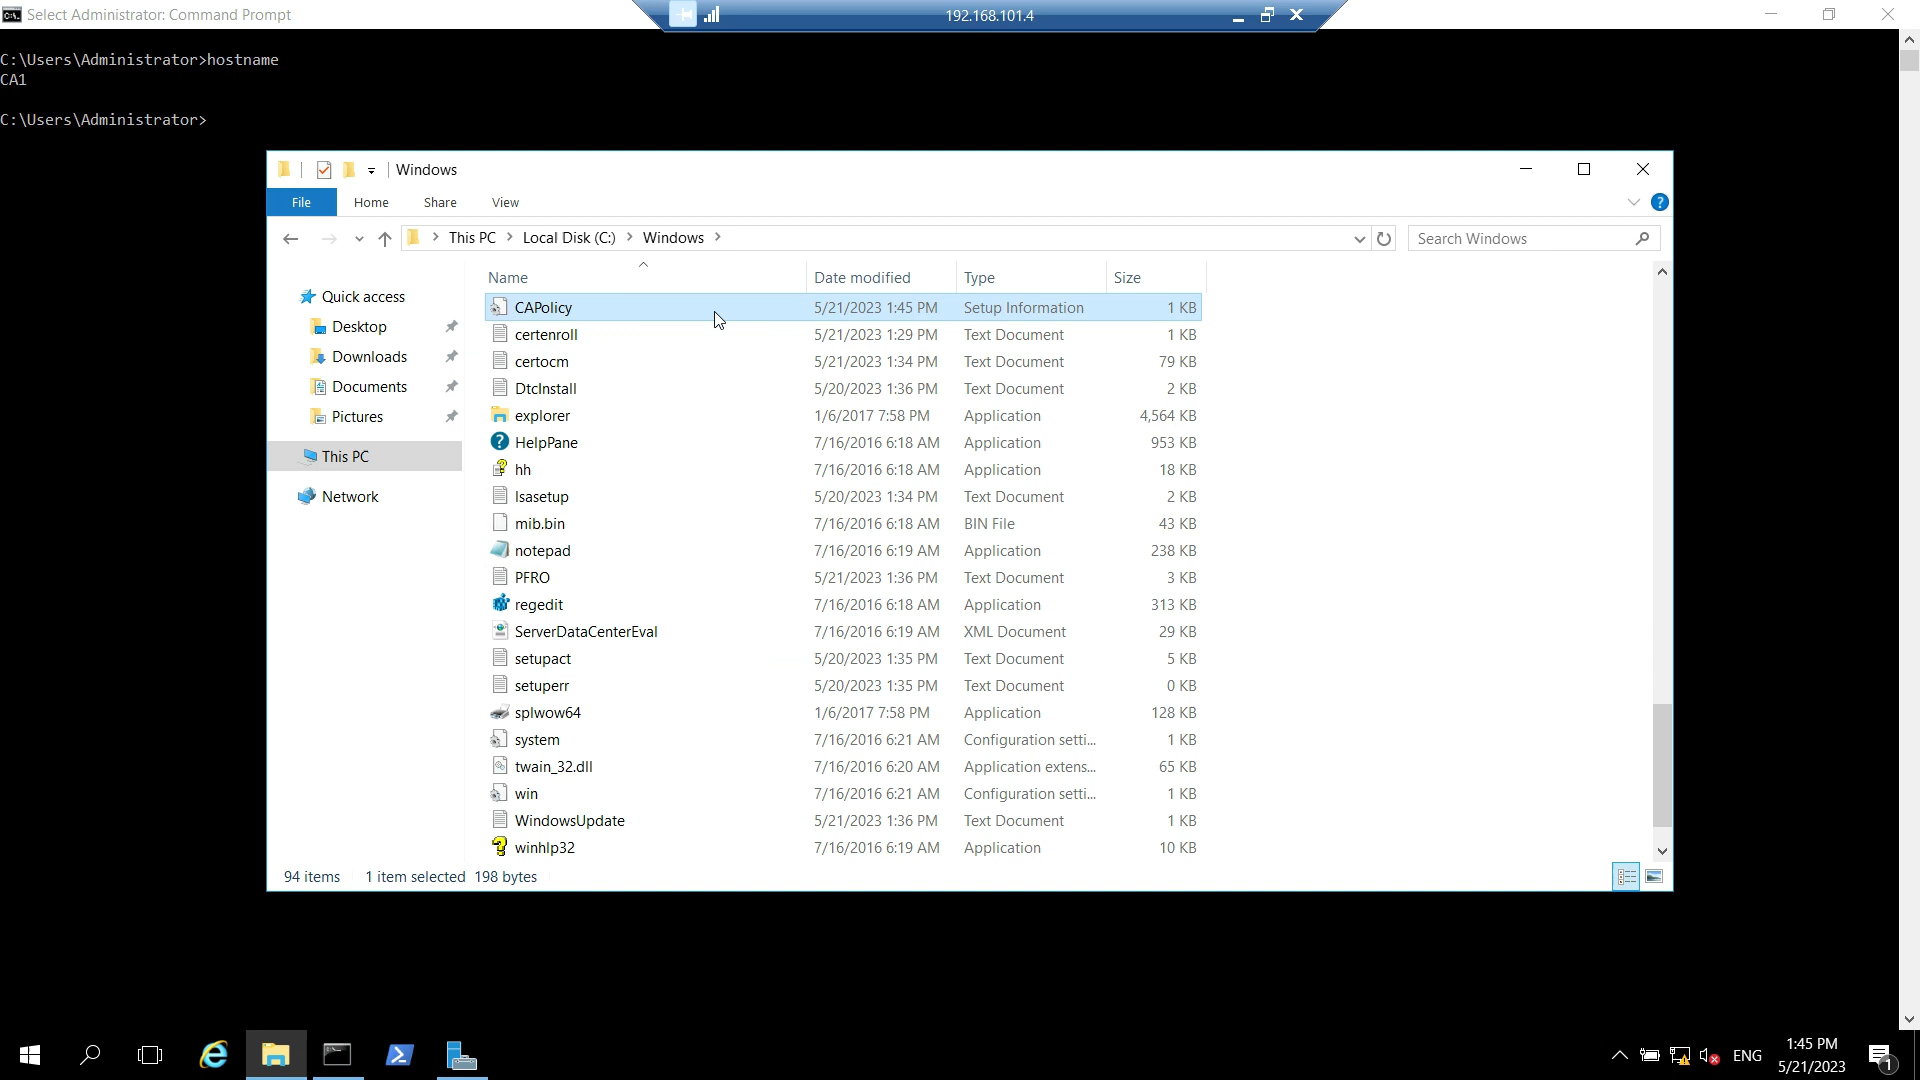 Select Administrator: Command Prompt
192.168.101.4
C:\Users\Administrator>hostname
CA1
C:\Users\Administrator>
Windows
File Home Share View
This PC > Local Disk (C:) > Windows >
Search Windows
Name Date modified Type Size
Quick access
Desktop
Downloads
Documents
Pictures
This PC
Network
CAPolicy 5/21/2023 1:45 PM Setup Information 1 KB
certenroll 5/21/2023 1:29 PM Text Document 1 KB
certocm 5/21/2023 1:34 PM Text Document 79 KB
DtcInstall 5/20/2023 1:36 PM Text Document 2 KB
explorer 1/6/2017 7:58 PM Application 4,564 KB
HelpPane 7/16/2016 6:18 AM Application 953 KB
hh 7/16/2016 6:18 AM Application 18 KB
lsasetup 5/20/2023 1:34 PM Text Document 2 KB
mib.bin 7/16/2016 6:18 AM BIN File 43 KB
notepad 7/16/2016 6:19 AM Application 238 KB
PFRO 5/21/2023 1:36 PM Text Document 3 KB
regedit 7/16/2016 6:18 AM Application 313 KB
ServerDataCenterEval 7/16/2016 6:19 AM XML Document 29 KB
setupact 5/20/2023 1:35 PM Text Document 5 KB
setuperr 5/20/2023 1:35 PM Text Document 0 KB
splwow64 1/6/2017 7:58 PM Application 128 KB
system 7/16/2016 6:21 AM Configuration setti... 1 KB
twain_32.dll 7/16/2016 6:20 AM Application extens... 65 KB
win 7/16/2016 6:21 AM Configuration setti... 1 KB
WindowsUpdate 5/21/2023 1:36 PM Text Document 1 KB
winhlp32 7/16/2016 6:19 AM Application 10 KB
94 items 1 item selected 198 bytes
ENG
1:45 PM
5/21/2023
1